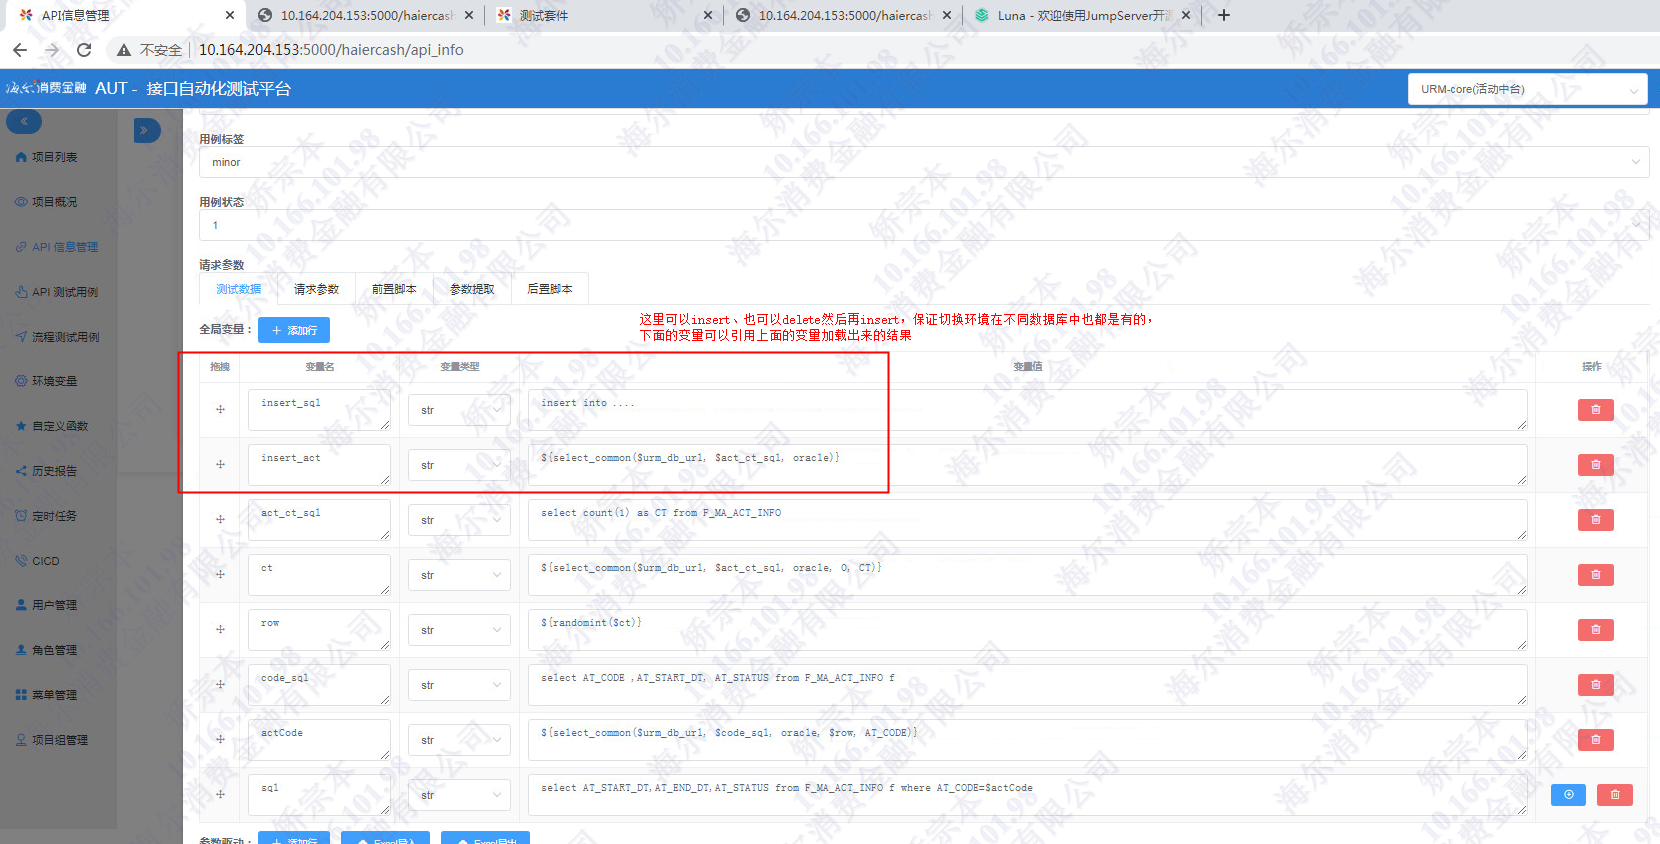 API信息管理
10.164.204.153:5000/haiercash
测试套件
10.164.204.153:5000/haiercash
Luna - 欢迎使用JumpServer开源
不安全
10.164.204.153:5000/haiercash/api_info
消费金融 AUT - 接口自动化测试平台
URM-core(活动中台)
项目列表
项目概况
API 信息管理
API 测试用例
流程测试用例
环境变量
自定义函数
历史报告
定时任务
CICD
用户管理
角色管理
菜单管理
项目组管理
用例标签
minor
用例状态
1
请求参数
测试数据 请求参数 前置脚本 参数提取 后置脚本
全局变量： + 添加行
这里可以insert、也可以delete然后再insert，保证切换环境在不同数据库中也都是有的，
下面的变量可以引用上面的变量加载出来的结果
拖拽 变量名 变量类型 变量值 操作
insert_sql str insert into ....
insert_act str ${select_common($urm_db_url, $act_ct_sql, oracle)}
act_ct_sql str select count(1) as CT from F_MA_ACT_INFO
ct str ${select_common($urm_db_url, $act_ct_sql, oracle, 0, CT)}
row str ${randomint($ct)}
code_sql str select AT_CODE ,AT_START_DT, AT_STATUS from F_MA_ACT_INFO f
actCode str ${select_common($urm_db_url, $code_sql, oracle, $row, AT_CODE)}
sql str select AT_START_DT,AT_END_DT,AT_STATUS from F_MA_ACT_INFO f where AT_CODE=$actCode
参数驱动： + 添加行 Excel导入 Excel导出
矫宗本
10.166.101.98
海尔消费金融有限公司